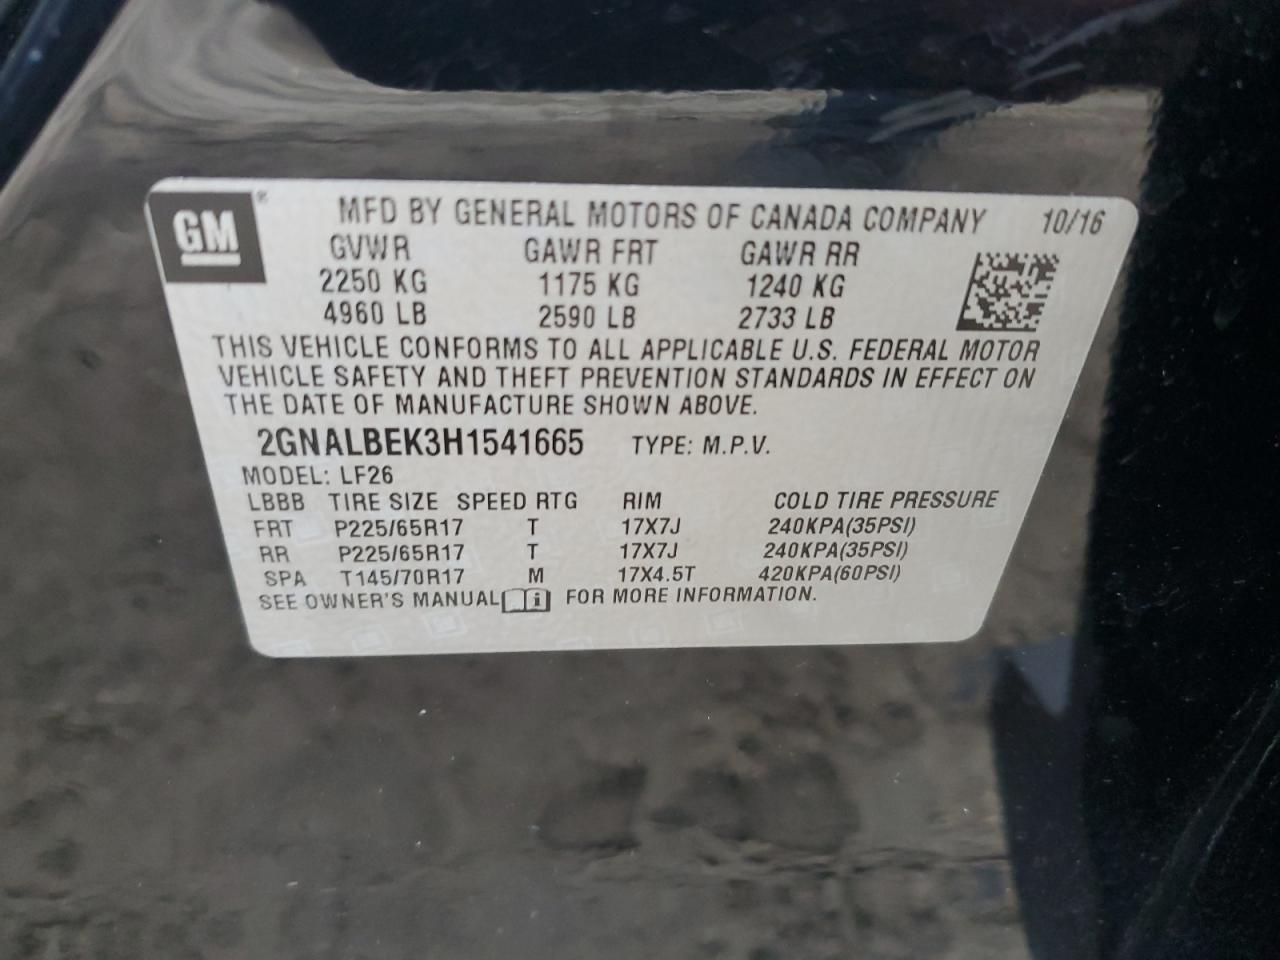 GM ® MFD BY GENERAL MOTORS OF CANADA COMPANY 10/16
GVWR GAWR FRT GAWR RR
2250 KG 1175 KG 1240 KG
4960 LB 2590 LB 2733 LB
THIS VEHICLE CONFORMS TO ALL APPLICABLE U.S. FEDERAL MOTOR
VEHICLE SAFETY AND THEFT PREVENTION STANDARDS IN EFFECT ON
THE DATE OF MANUFACTURE SHOWN ABOVE.
2GNALBEK3H1541665 TYPE: M.P.V.
MODEL: LF26
LBBB TIRE SIZE SPEED RTG RIM COLD TIRE PRESSURE
FRT P225/65R17 T 17X7J 240KPA(35PSI)
RR P225/65R17 T 17X7J 240KPA(35PSI)
SPA T145/70R17 M 17X4.5T 420KPA(60PSI)
SEE OWNER'S MANUAL i FOR MORE INFORMATION.